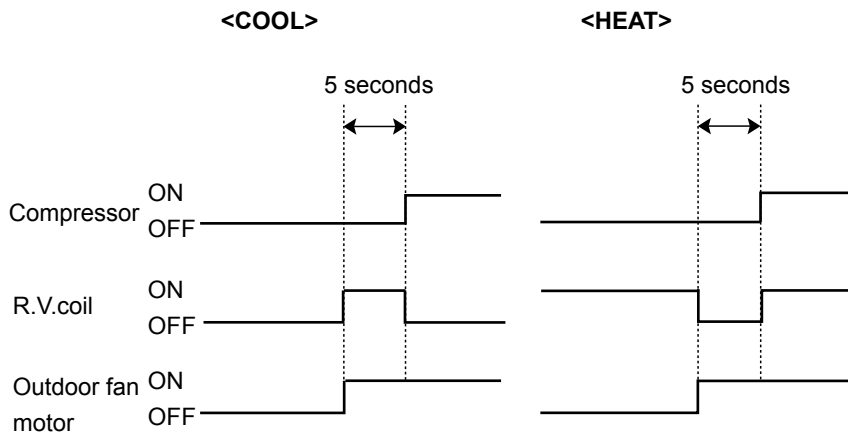 <COOL> <HEAT>
5 seconds 5 seconds
Compressor ON
OFF
R.V.coil ON
OFF
Outdoor fan motor ON
OFF